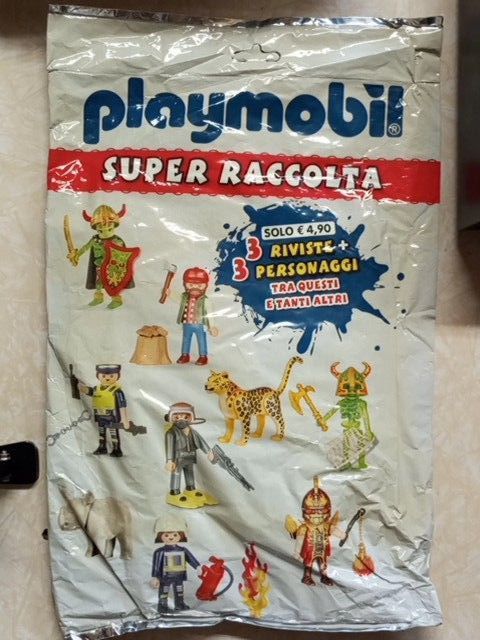 playmobil®
SUPER RACCOLTA
SOLO € 4,90
3 RIVISTE +
3 PERSONAGGI
TRA QUESTI
E TANTI ALTRI